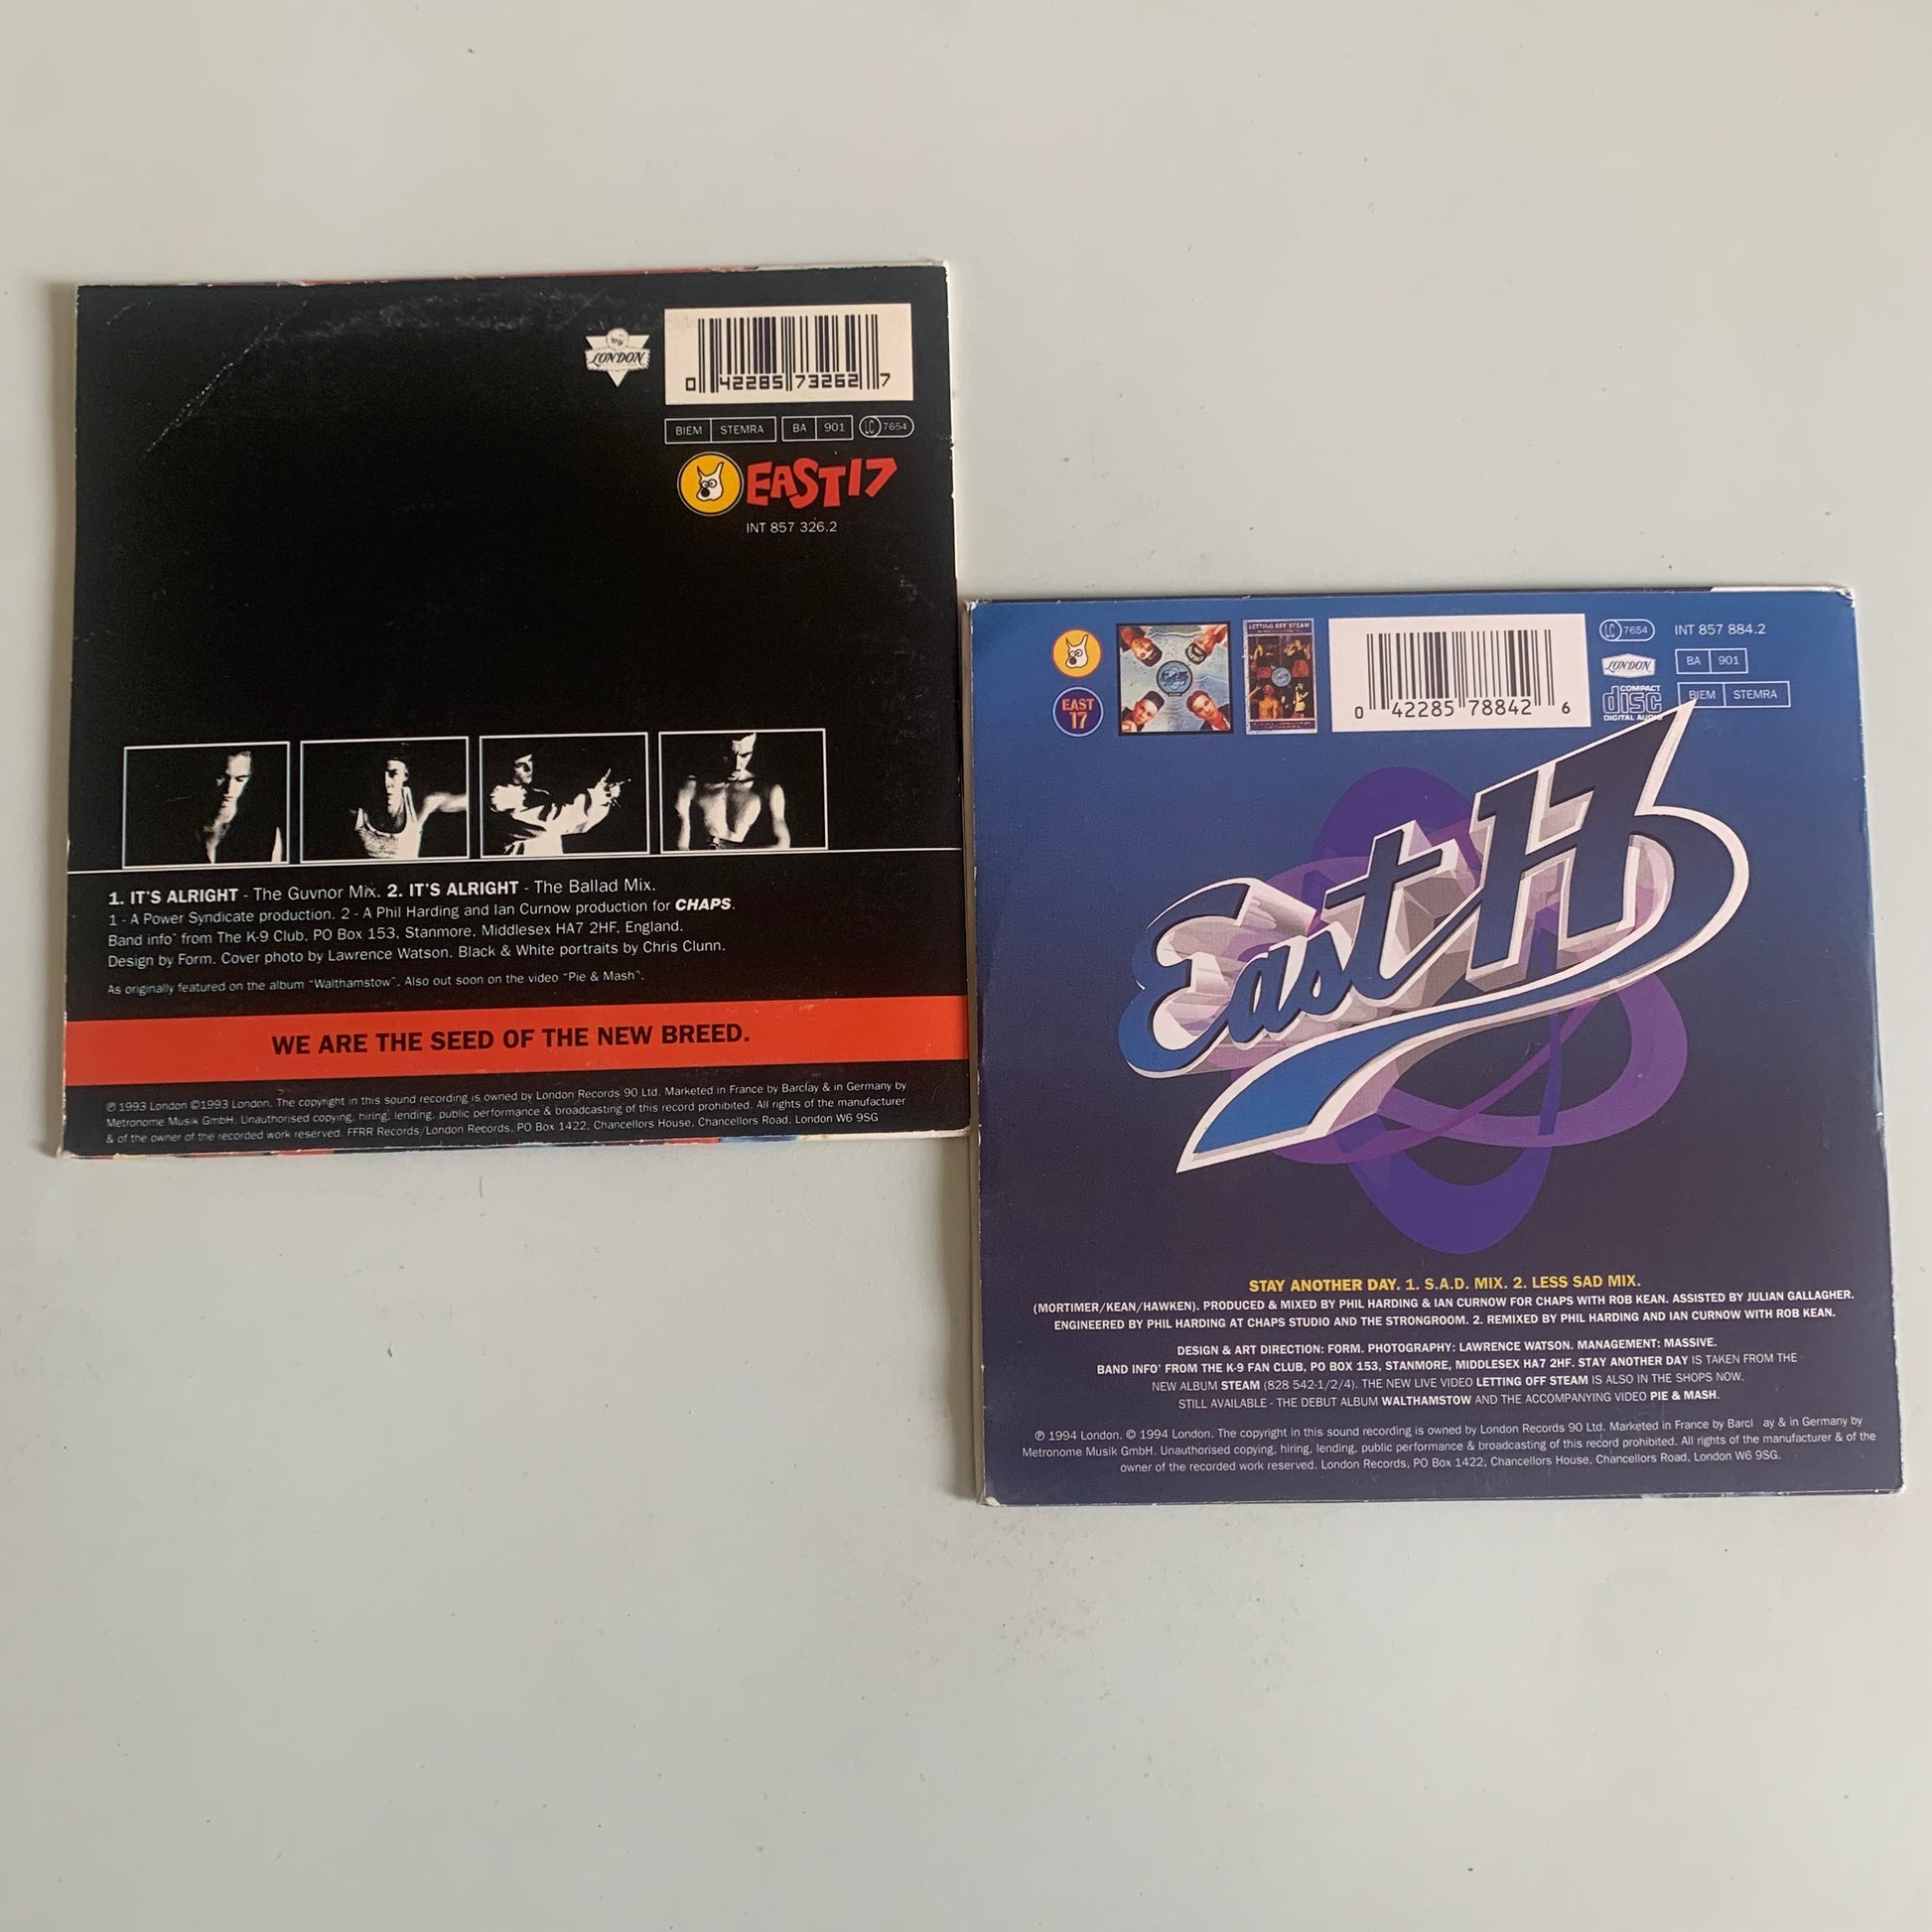 LONDON
0 42285 73262 7
BIEM STEMRA BA 901 LC 7654
EAST 17
INT 857 326.2
1. IT'S ALRIGHT - The Guvnor Mix. 2. IT'S ALRIGHT - The Ballad Mix.
1 - A Power Syndicate production. 2 - A Phil Harding and Ian Curnow production for CHAPS.
Band info' from The K-9 Club, PO Box 153, Stanmore, Middlesex HA7 2HF, England.
Design by Form. Cover photo by Lawrence Watson. Black & White portraits by Chris Clunn.
As originally featured on the album "Walthamstow". Also out soon on the video "Pie & Mash".
WE ARE THE SEED OF THE NEW BREED.
℗ 1993 London ©1993 London. The copyright in this sound recording is owned by London Records 90 Ltd. Marketed in France by Barclay & in Germany by
Metronome Musik GmbH. Unauthorised copying, hiring, lending, public performance & broadcasting of this record prohibited. All rights of the manufacturer
& of the owner of the recorded work reserved. FFRR Records/London Records, PO Box 1422, Chancellors House, Chancellors Road, London W6 9SG
EAST
17
LETTING OFF STEAM
0 42285 78842 6
LC 7654
INT 857 884.2
LONDON
BA 901
COMPACT
disc
DIGITAL AUDIO
BIEM STEMRA
East 17
STAY ANOTHER DAY. 1. S.A.D. MIX. 2. LESS SAD MIX.
(MORTIMER/KEAN/HAWKEN). PRODUCED & MIXED BY PHIL HARDING & IAN CURNOW FOR CHAPS WITH ROB KEAN. ASSISTED BY JULIAN GALLAGHER.
ENGINEERED BY PHIL HARDING AT CHAPS STUDIO AND THE STRONGROOM. 2. REMIXED BY PHIL HARDING AND IAN CURNOW WITH ROB KEAN.
DESIGN & ART DIRECTION: FORM. PHOTOGRAPHY: LAWRENCE WATSON. MANAGEMENT: MASSIVE.
BAND INFO' FROM THE K-9 FAN CLUB, PO BOX 153, STANMORE, MIDDLESEX HA7 2HF. STAY ANOTHER DAY IS TAKEN FROM THE
NEW ALBUM STEAM (828 542-1/2/4). THE NEW LIVE VIDEO LETTING OFF STEAM IS ALSO IN THE SHOPS NOW.
STILL AVAILABLE - THE DEBUT ALBUM WALTHAMSTOW AND THE ACCOMPANYING VIDEO PIE & MASH.
℗ 1994 London. © 1994 London. The copyright in this sound recording is owned by London Records 90 Ltd. Marketed in France by Barcl ay & in Germany by
Metronome Musik GmbH. Unauthorised copying, hiring, lending, public performance & broadcasting of this record prohibited. All rights of the manufacturer & of the
owner of the recorded work reserved. London Records, PO Box 1422, Chancellors House, Chancellors Road, London W6 9SG.